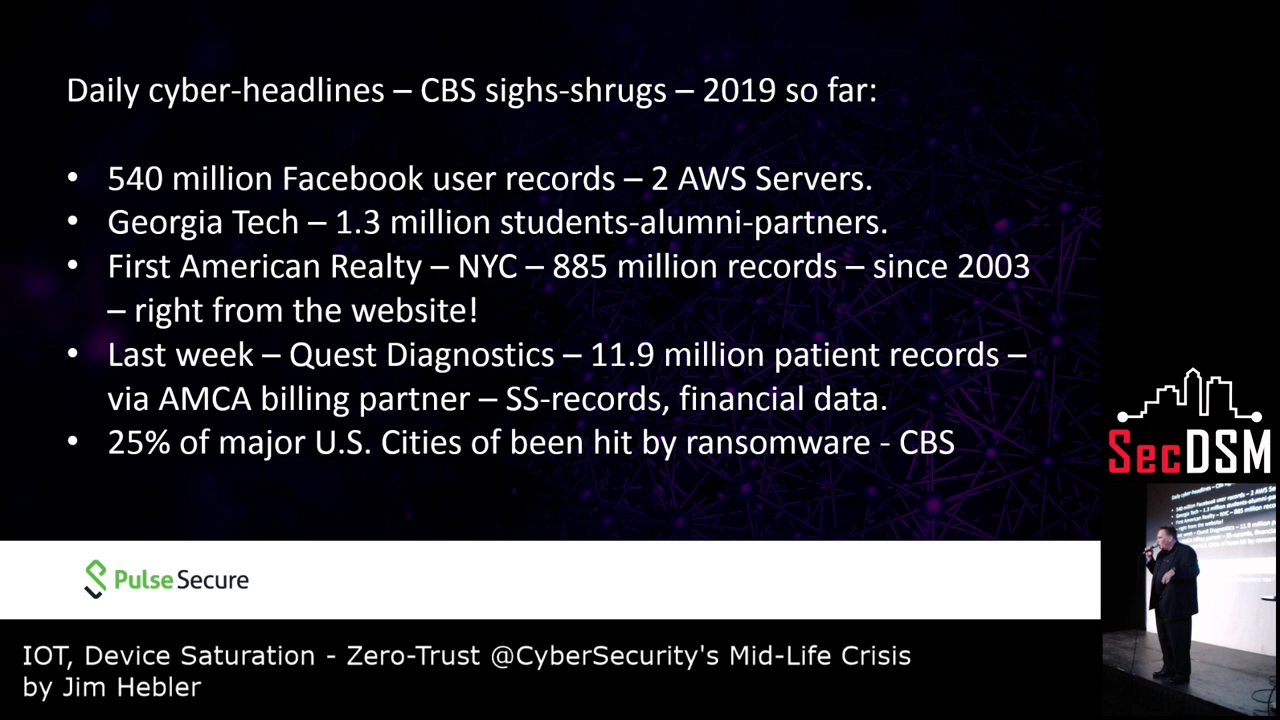 Daily cyber-headlines – CBS sighs-shrugs – 2019 so far:
• 540 million Facebook user records – 2 AWS Servers.
• Georgia Tech – 1.3 million students-alumni-partners.
• First American Realty – NYC – 885 million records – since 2003
– right from the website!
• Last week – Quest Diagnostics – 11.9 million patient records –
via AMCA billing partner – SS-records, financial data.
• 25% of major U.S. Cities of been hit by ransomware - CBS
SecDSM
Pulse Secure
IOT, Device Saturation - Zero-Trust @CyberSecurity's Mid-Life Crisis
by Jim Hebler